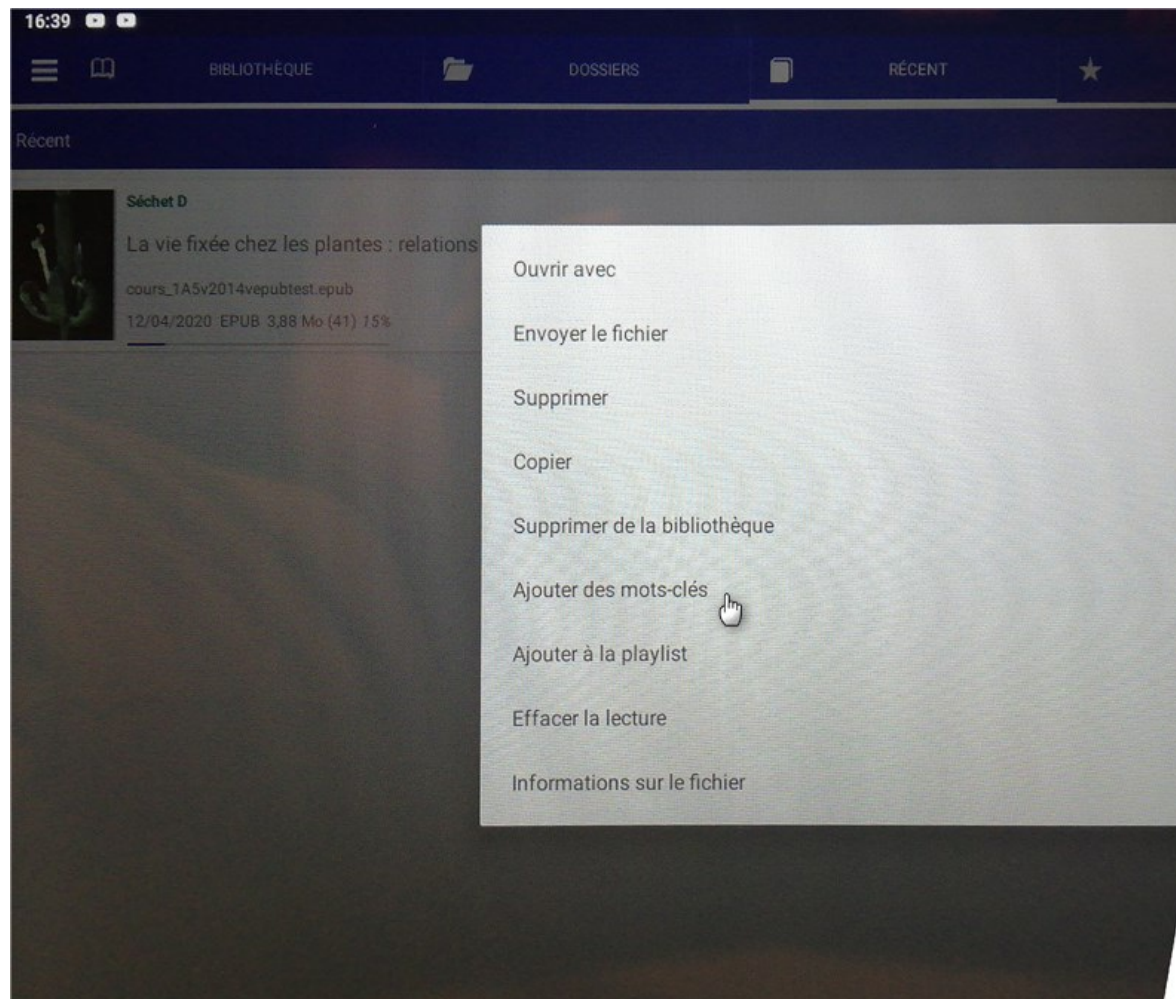 16:39
BIBLIOTHÈQUE
DOSSIERS
RÉCENT
Récent
Séchet D
La vie fixée chez les plantes : relations
cours_1A5v2014vepubtest.epub
12/04/2020 EPUB 3,88 Mo (41) 15%
Ouvrir avec
Envoyer le fichier
Supprimer
Copier
Supprimer de la bibliothèque
Ajouter des mots-clés
Ajouter à la playlist
Effacer la lecture
Informations sur le fichier